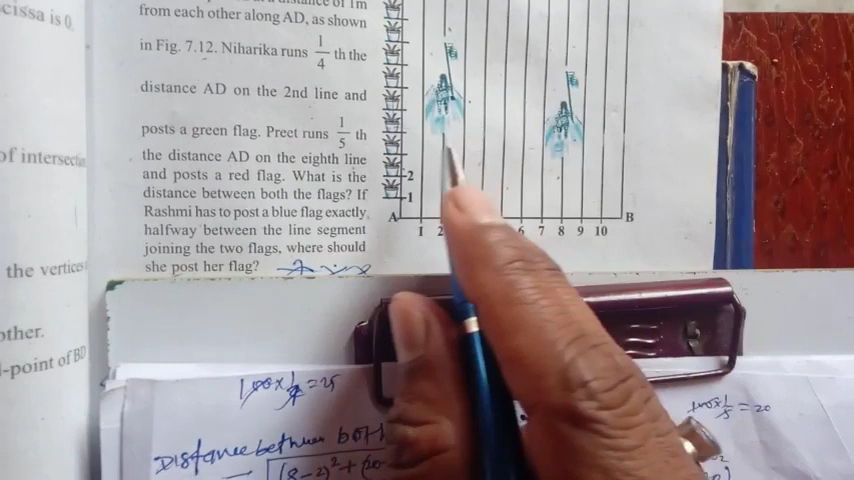 cissa is 0.
of
the vertices
other.
-point of BD
distance of 1m
from each other along AD, as shown
in Fig. 7.12. Niharika runs 1/4 th the
distance AD on the 2nd line and
posts a green flag. Preet runs 1/5 th
the distance AD on the eighth line
and posts a red flag. What is the
distance between both the flags? If
Rashmi has to post a blue flag exactly
halfway between the line segment
joining the two flags, where should
she post her flag?
2
1
A B
1 2 6 7 8 9 10
100×1/4=25
100×1/5=20
Distance between both
(8-2)²+(20